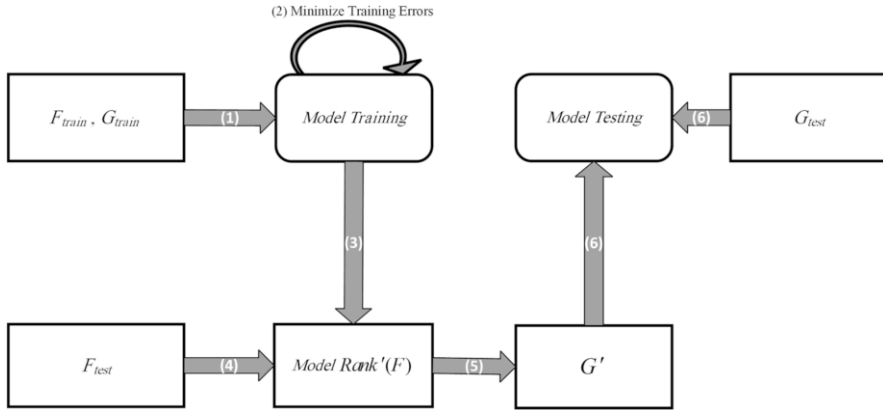 (2) Minimize Training Errors
F_train , G_train
(1)
Model Training
Model Testing
(6)
G_test
(3)
(6)
F_test
(4)
Model Rank'(F)
(5)
G'